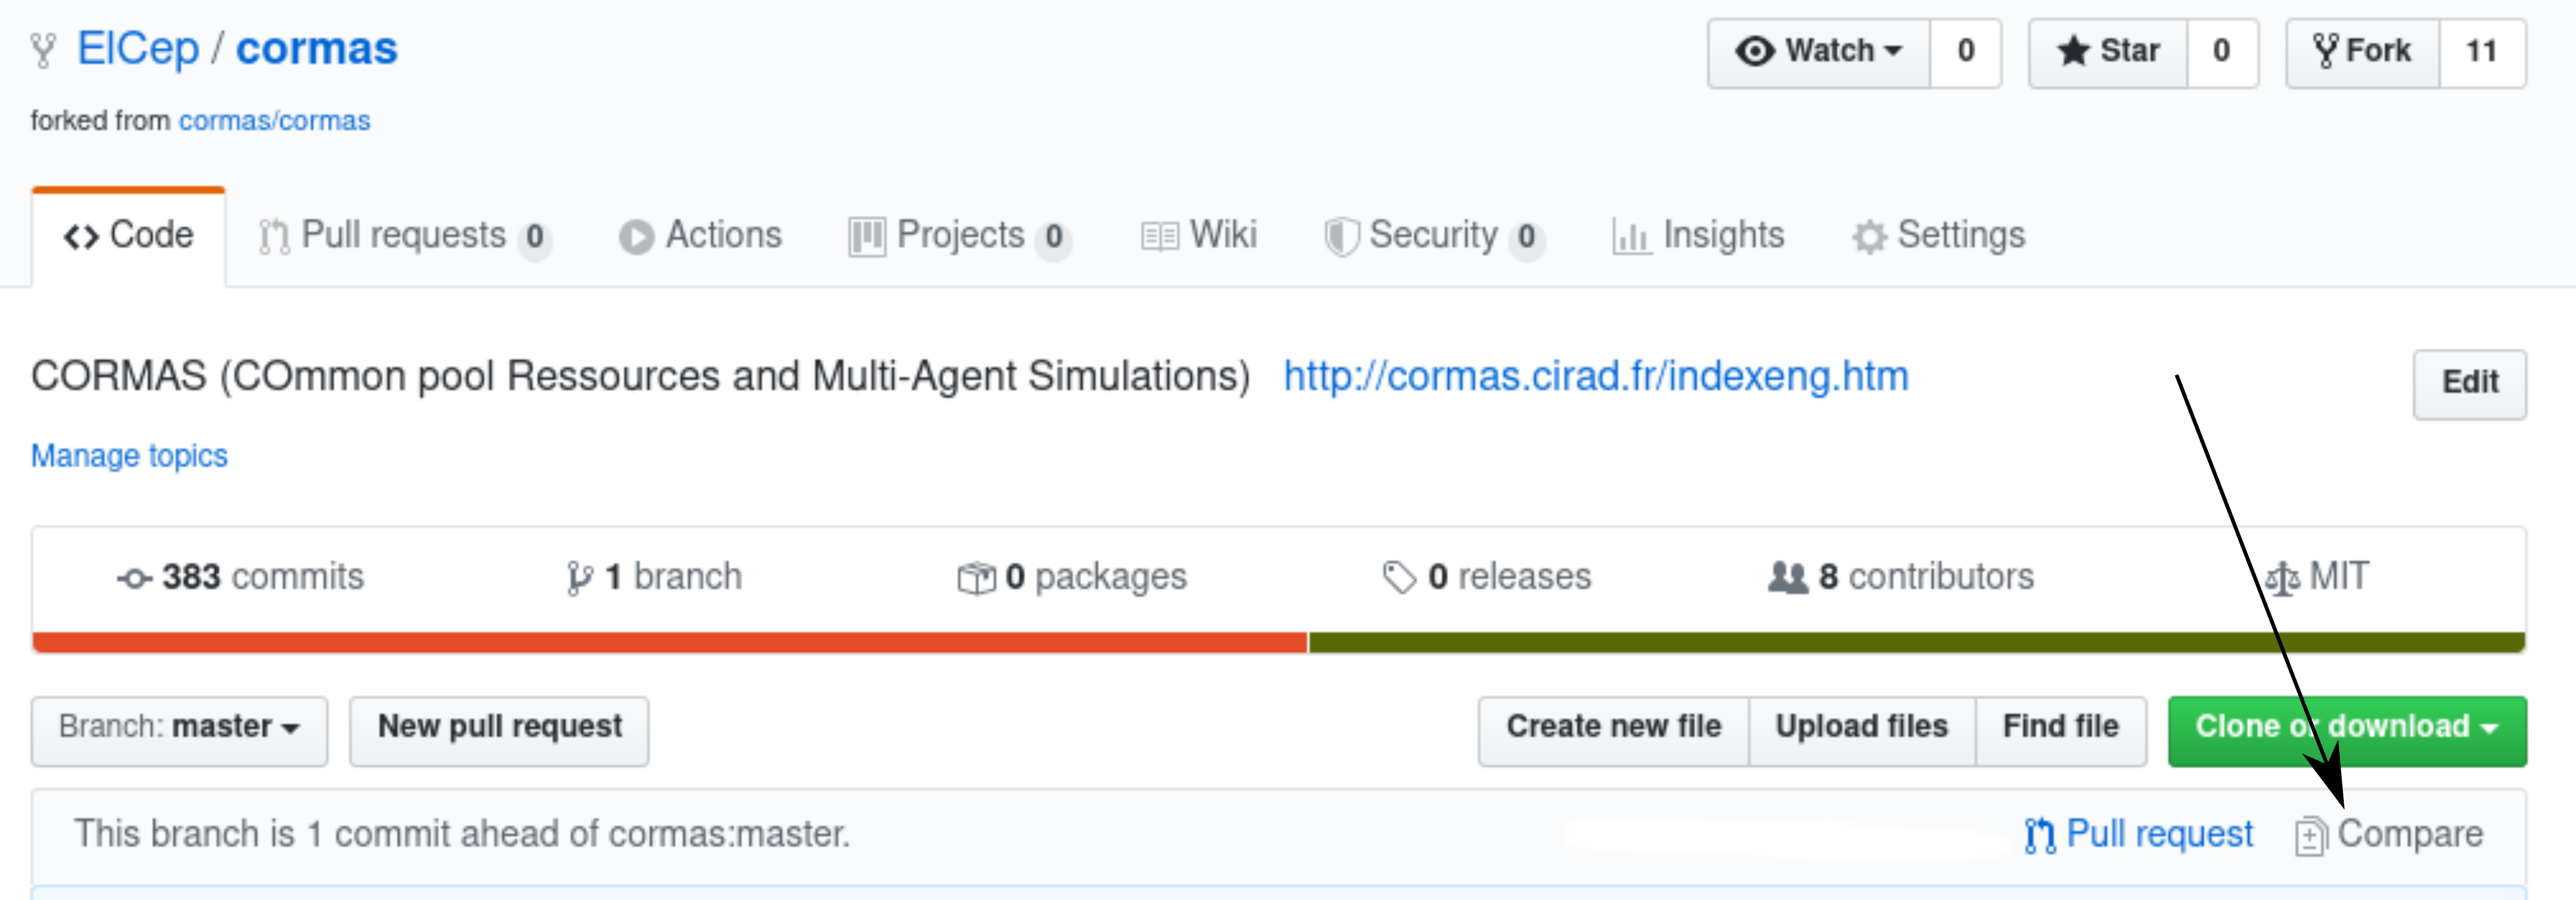 ElCep / cormas
Watch 0 Star 0 Fork 11
forked from cormas/cormas
Code Pull requests 0 Actions Projects 0 Wiki Security 0 Insights Settings
CORMAS (COmmon pool Ressources and Multi-Agent Simulations) http://cormas.cirad.fr/indexeng.htm Edit
Manage topics
383 commits 1 branch 0 packages 0 releases 8 contributors MIT
Branch: master New pull request Create new file Upload files Find file Clone or download
This branch is 1 commit ahead of cormas:master. Pull request Compare